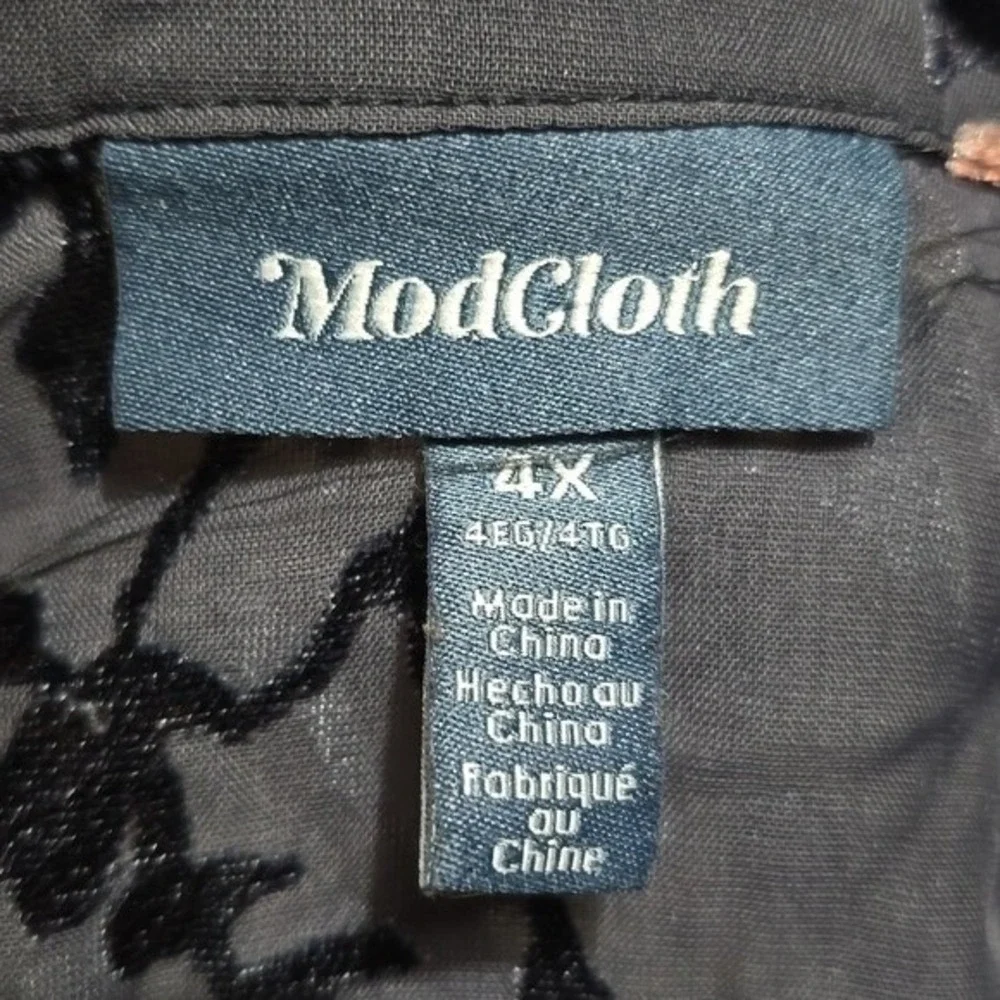 ModCloth
4X
4EG/4TG
Made in
China
Hecho au
China
Fabriqué
au
Chine